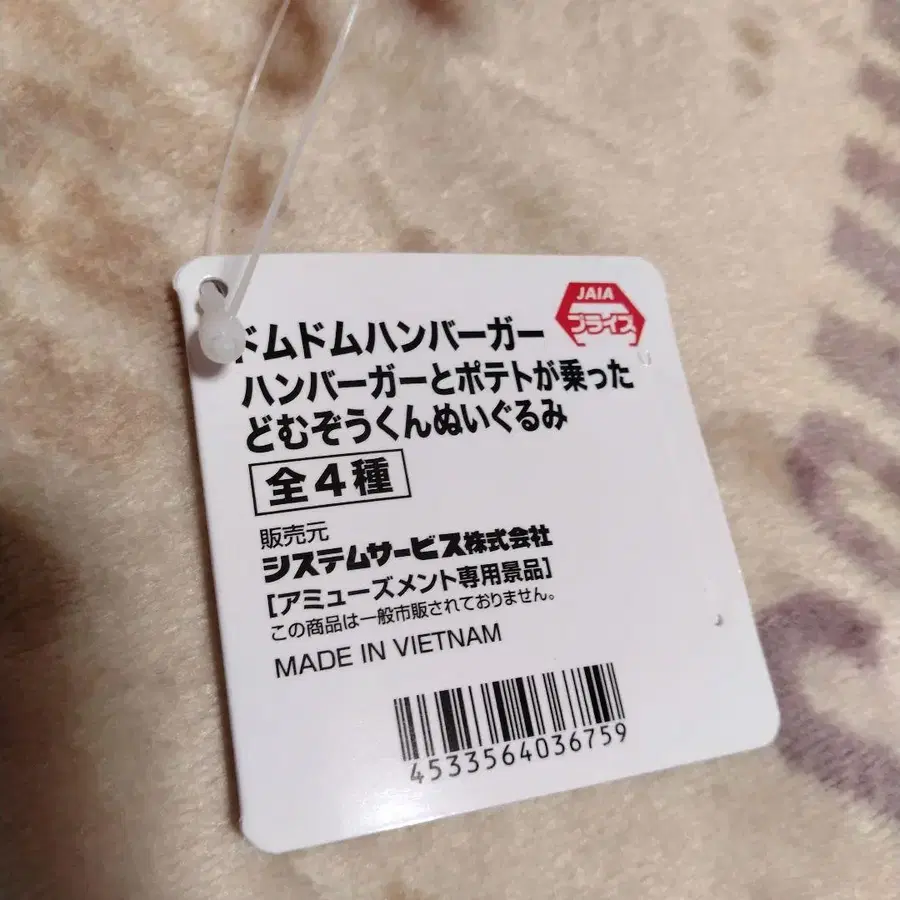 JAIA
プライズ
ドムドムハンバーガー
ハンバーガーとポテトが乗った
どむぞうくんぬいぐるみ
全4種
販売元
システムサービス株式会社
[アミューズメント専用景品]
この商品は一般市販されておりません。
MADE IN VIETNAM
4533564036759